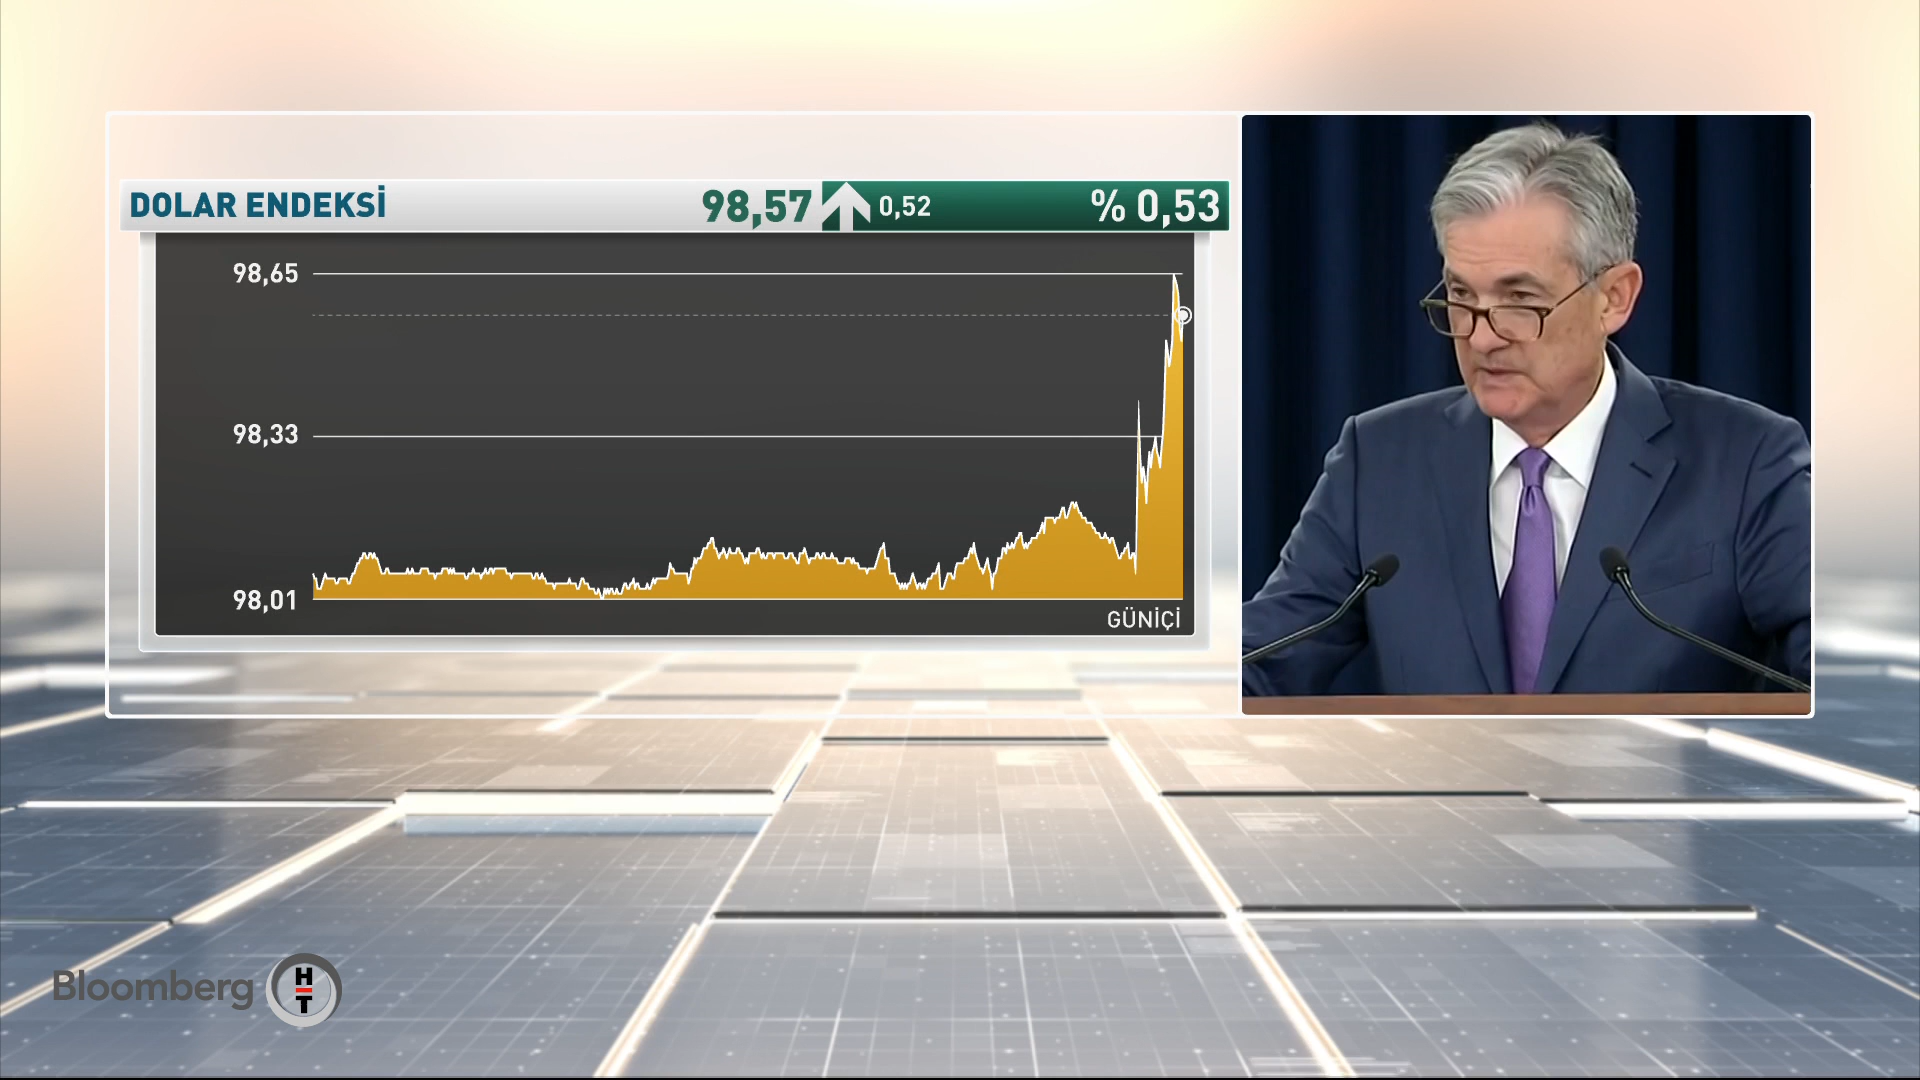 DOLAR ENDEKSİ 98,57 0,52 % 0,53
98,65
98,33
98,01
GÜNİÇİ
Bloomberg HT